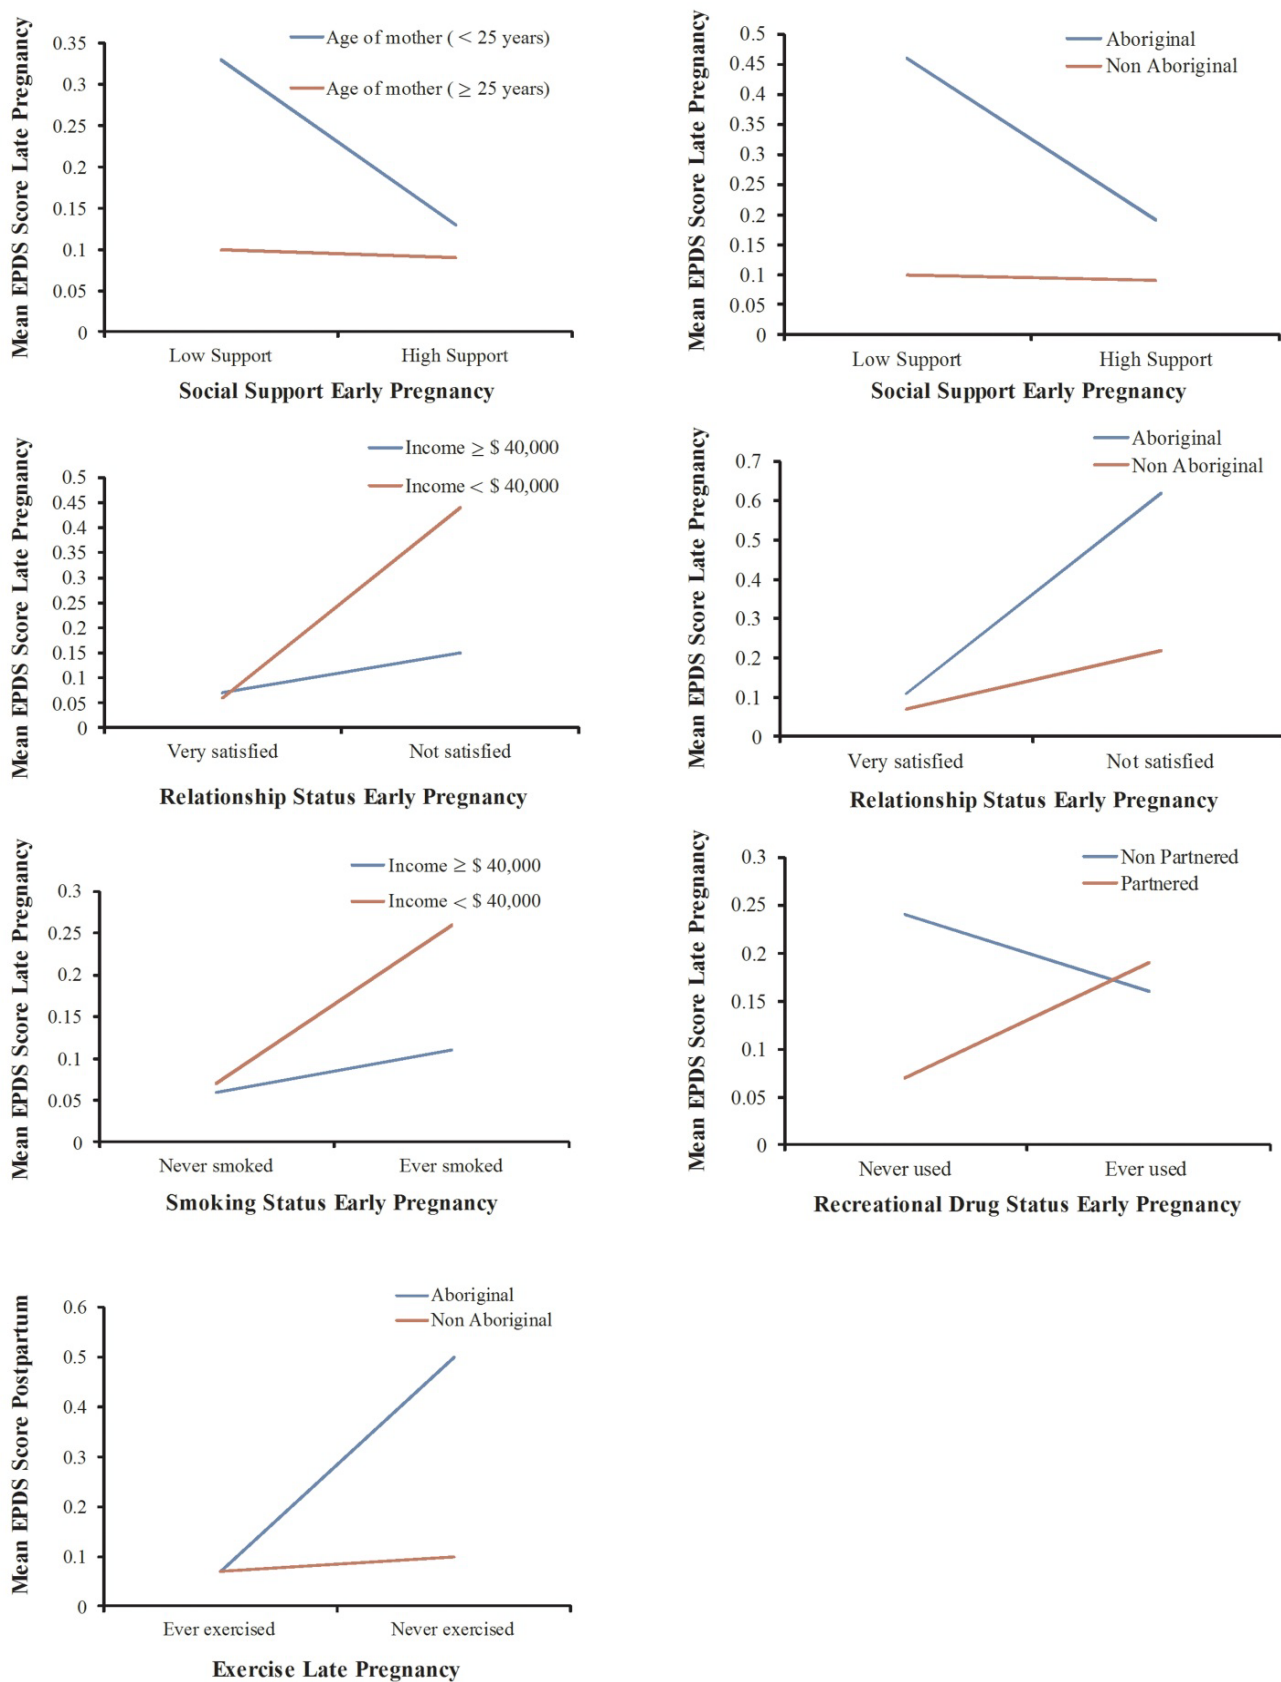 Mean EPDS Score Late Pregnancy
0.35
0.3
0.25
0.2
0.15
0.1
0.05
0
Age of mother ( < 25 years)
Age of mother ( ≥ 25 years)
Low Support
High Support
Social Support Early Pregnancy
Mean EPDS Score Late Pregnancy
0.5
0.45
0.4
0.35
0.3
0.25
0.2
0.15
0.1
0.05
0
Aboriginal
Non Aboriginal
Low Support
High Support
Social Support Early Pregnancy
Mean EPDS Score Late Pregnancy
0.5
0.45
0.4
0.35
0.3
0.25
0.2
0.15
0.1
0.05
0
Income ≥ $ 40,000
Income < $ 40,000
Very satisfied
Not satisfied
Relationship Status Early Pregnancy
Mean EPDS Score Late Pregnancy
0.7
0.6
0.5
0.4
0.3
0.2
0.1
0
Aboriginal
Non Aboriginal
Very satisfied
Not satisfied
Relationship Status Early Pregnancy
Mean EPDS Score Late Pregnancy
0.3
0.25
0.2
0.15
0.1
0.05
0
Income ≥ $ 40,000
Income < $ 40,000
Never smoked
Ever smoked
Smoking Status Early Pregnancy
Mean EPDS Score Late Pregnancy
0.3
0.25
0.2
0.15
0.1
0.05
0
Non Partnered
Partnered
Never used
Ever used
Recreational Drug Status Early Pregnancy
Mean EPDS Score Postpartum
0.6
0.5
0.4
0.3
0.2
0.1
0
Aboriginal
Non Aboriginal
Ever exercised
Never exercised
Exercise Late Pregnancy